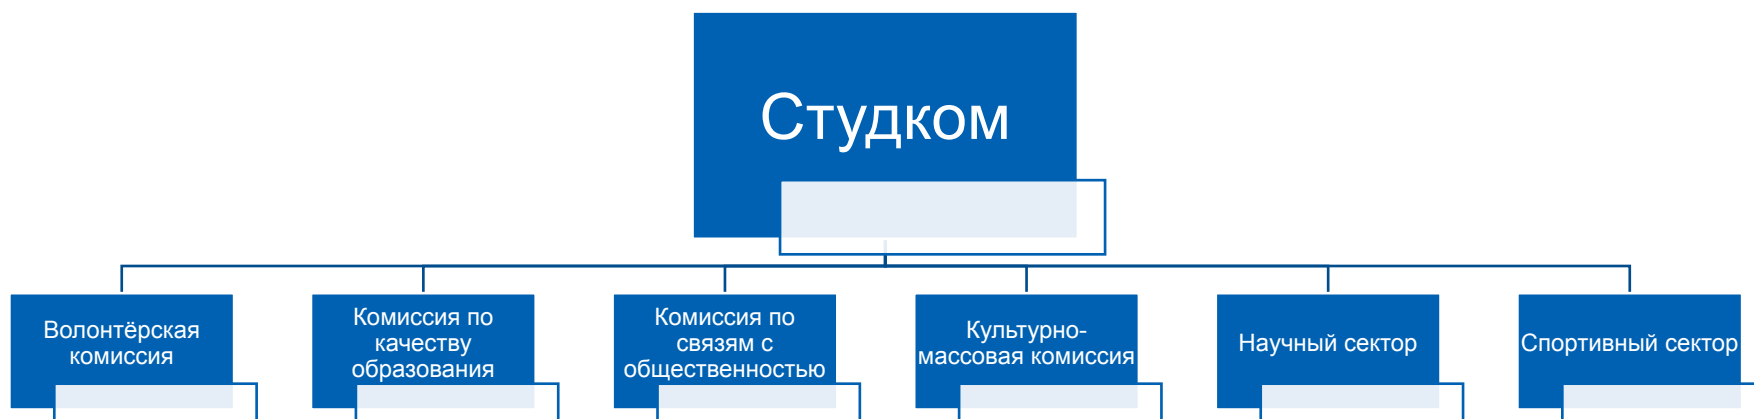 Студком
Волонтёрская
комиссия
Комиссия по
качеству
образования
Комиссия по
связям с
общественностью
Культурно-
массовая комиссия
Научный сектор
Спортивный сектор